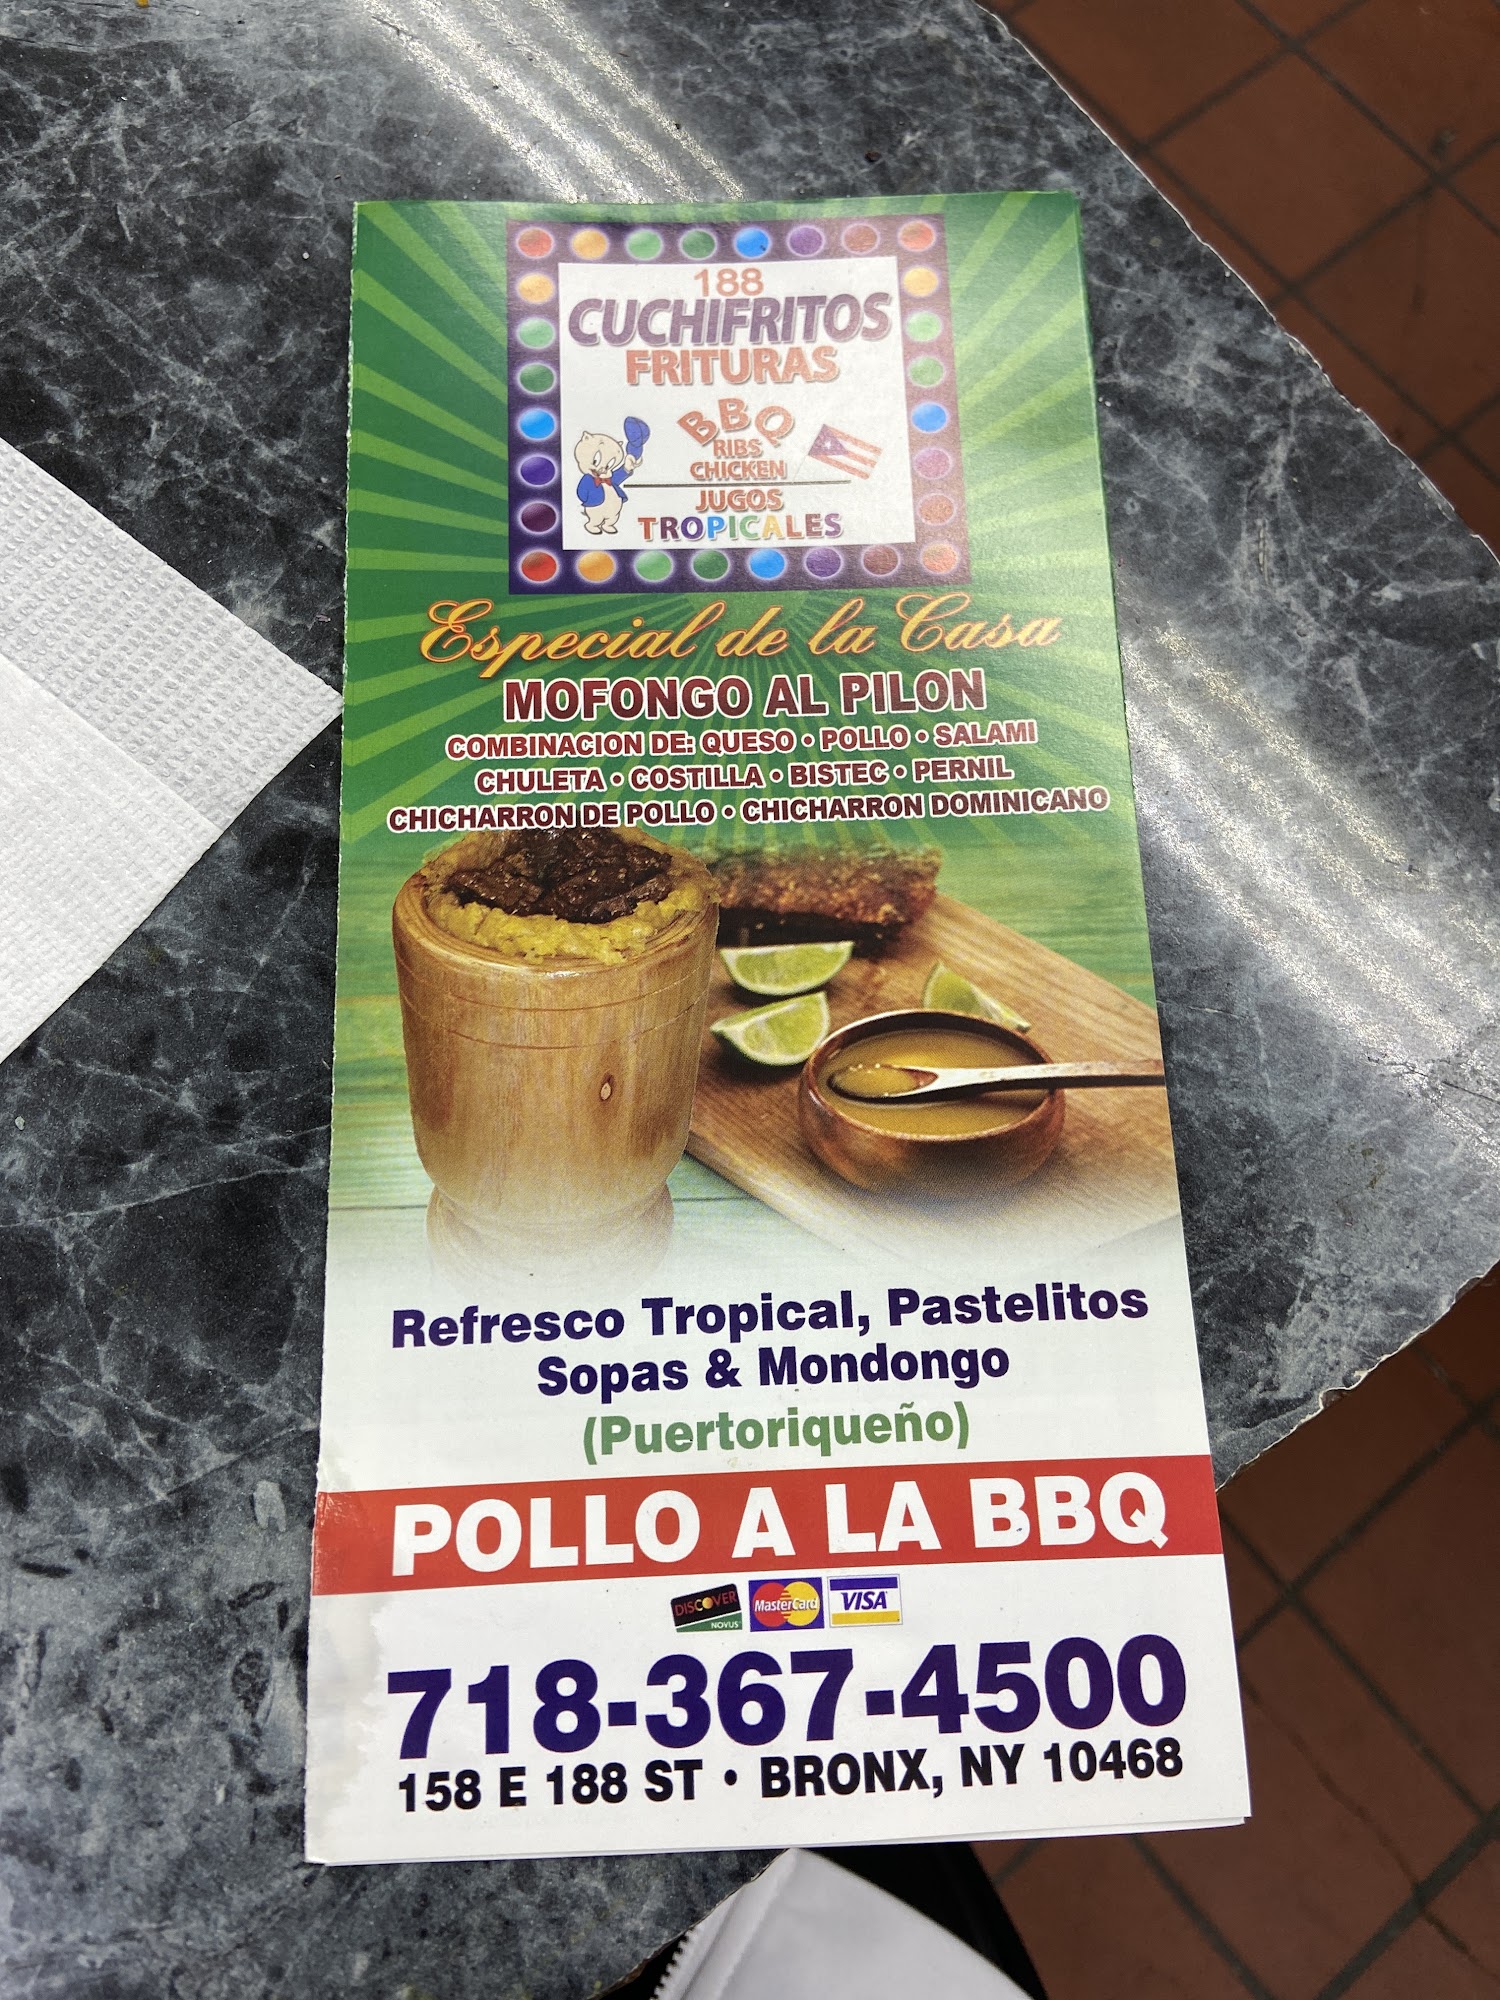 188
CUCHIFRITOS
FRITURAS
BBQ
RIBS
CHICKEN
JUGOS
TROPICALES
Especial de la Casa
MOFONGO AL PILON
COMBINACION DE: QUESO • POLLO • SALAMI
CHULETA • COSTILLA • BISTEC • PERNIL
CHICHARRON DE POLLO • CHICHARRON DOMINICANO
Refresco Tropical, Pastelitos
Sopas & Mondongo
(Puertoriqueño)
POLLO A LA BBQ
DISCOVER NOVUS MasterCard VISA
718-367-4500
158 E 188 ST • BRONX, NY 10468